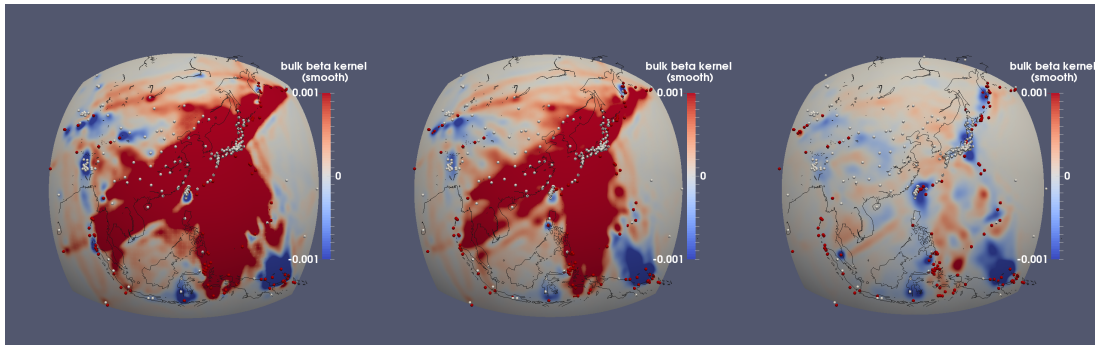 bulk beta kernel
(smooth)
0.001
0
-0.001
bulk beta kernel
(smooth)
0.001
0
-0.001
bulk beta kernel
(smooth)
0.001
0
-0.001